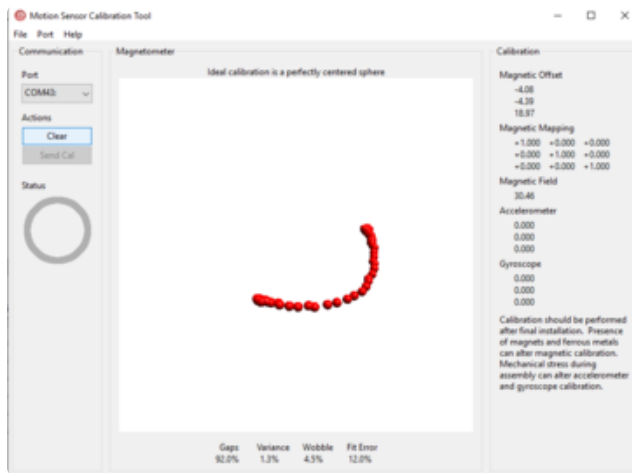 Motion Sensor Calibration Tool
File Port Help
Communication
Port
COM43:
Actions
Clear
Send Cal
Status
Magnetometer
Ideal calibration is a perfectly centered sphere
Gaps Variance Wobble Fit Error
92.0% 1.3% 4.5% 12.0%
Calibration
Magnetic Offset
-4.08
-4.39
18.97
Magnetic Mapping
+1.000 +0.000 +0.000
+0.000 +1.000 +0.000
+0.000 +0.000 +1.000
Magnetic Field
30.46
Accelerometer
0.000
0.000
0.000
Gyroscope
0.000
0.000
0.000
Calibration should be performed
after final installation. Presence
of magnets and ferrous metals
can alter magnetic calibration.
Mechanical stress during
assembly can alter accelerometer
and gyroscope calibration.